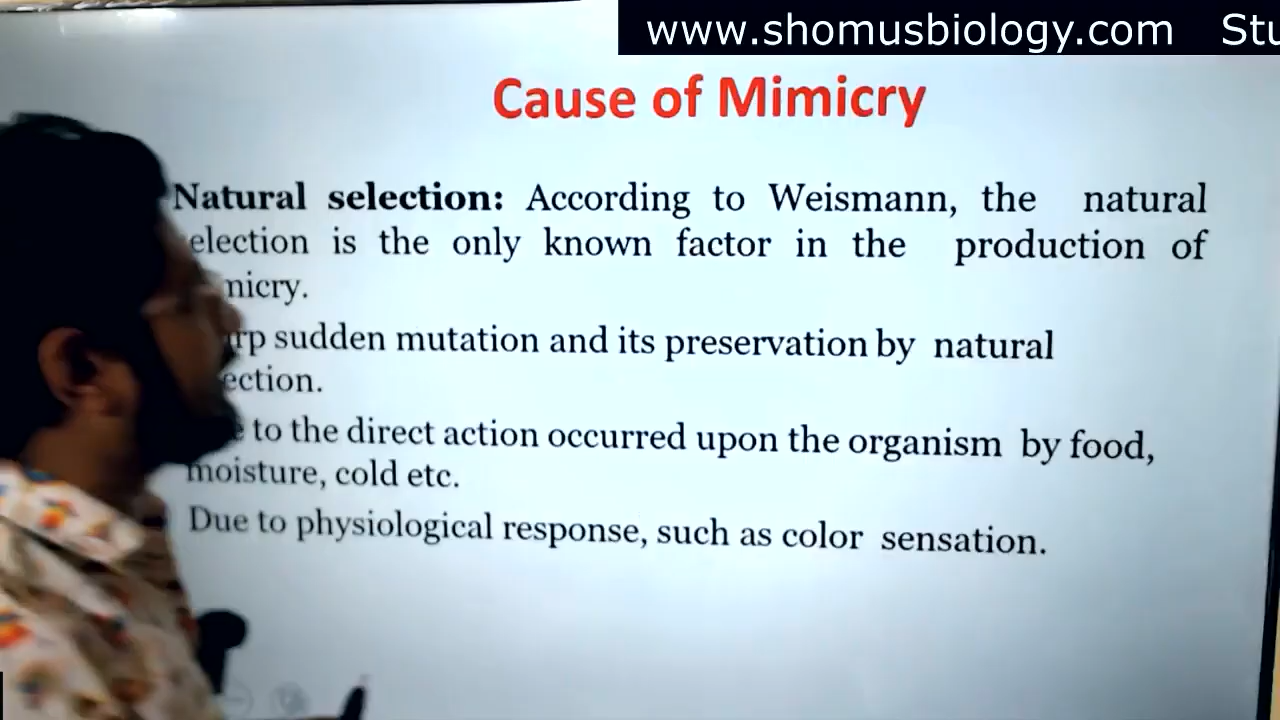 www.shomusbiology.com Stu
Cause of Mimicry
Natural selection: According to Weismann, the natural
election is the only known factor in the production of
micry.
rp sudden mutation and its preservation by natural
ection.
to the direct action occurred upon the organism by food,
moisture, cold etc.
Due to physiological response, such as color sensation.